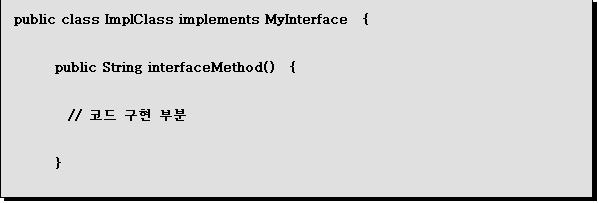 public class ImplClass implements MyInterface {
public String interfaceMethod() {
// 코드 구현 부분
}